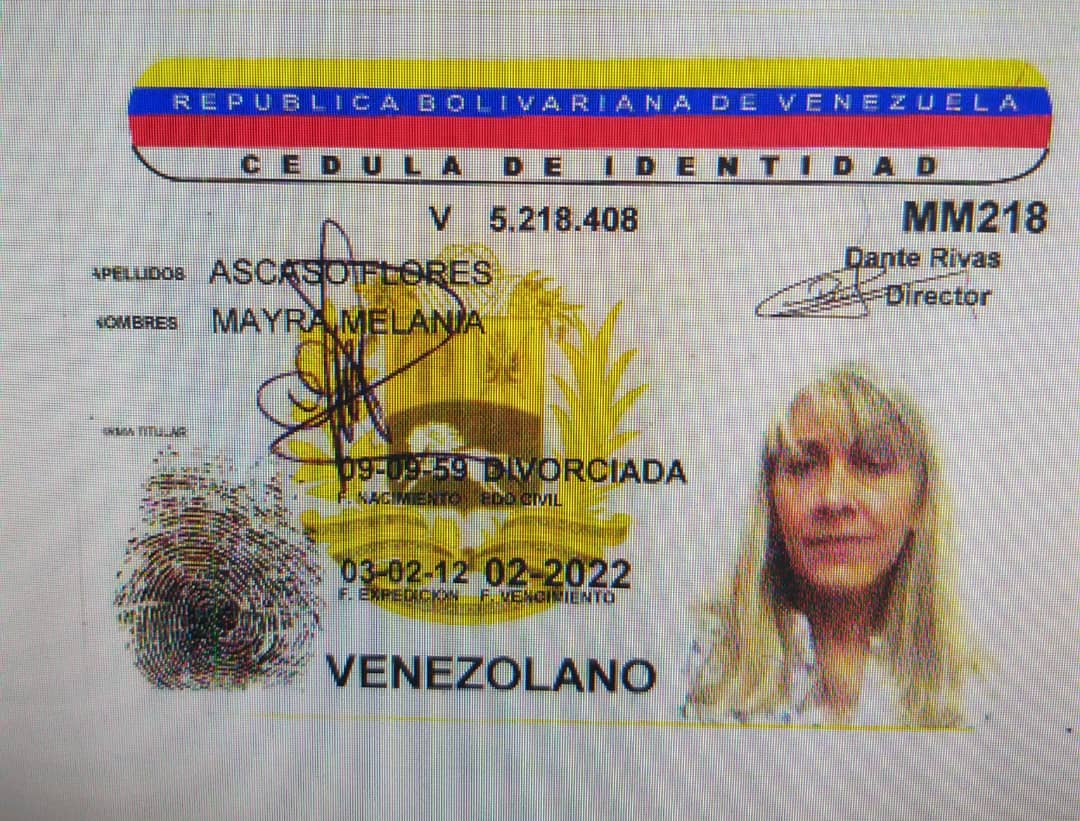 REPUBLICA BOLIVARIANA DE VENEZUELA
CEDULA DE IDENTIDAD
V 5.218.408 MM218
Dante Rivas
Director
APELLIDOS ASCASO FLORES
NOMBRES MAYRA MELANIA
FIRMA TITULAR
09-09-59 DIVORCIADA
F. NACIMIENTO EDO CIVIL
03-02-12 02-2022
F. EXPEDICION F. VENCIMIENTO
VENEZOLANO